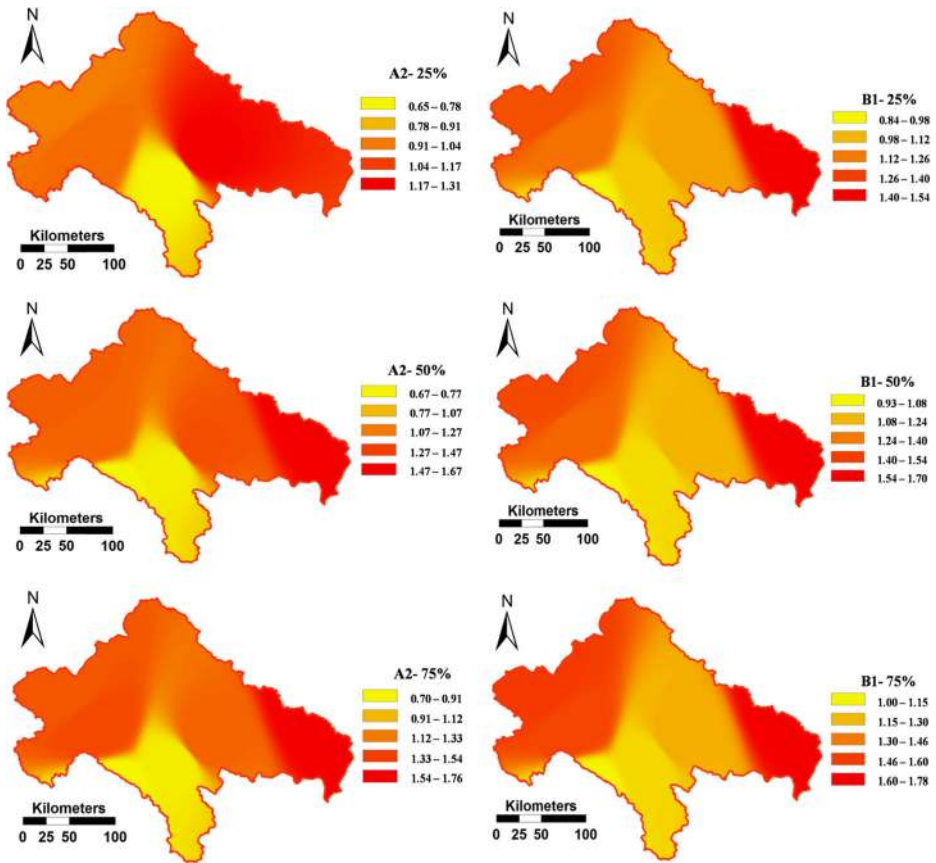 N
A2- 25%
0.65 – 0.78
0.78 – 0.91
0.91 – 1.04
1.04 – 1.17
1.17 – 1.31
Kilometers
0 25 50 100
N
B1- 25%
0.84 – 0.98
0.98 – 1.12
1.12 – 1.26
1.26 – 1.40
1.40 – 1.54
Kilometers
0 25 50 100
N
A2- 50%
0.67 – 0.77
0.77 – 1.07
1.07 – 1.27
1.27 – 1.47
1.47 – 1.67
Kilometers
0 25 50 100
N
B1- 50%
0.93 – 1.08
1.08 – 1.24
1.24 – 1.40
1.40 – 1.54
1.54 – 1.70
Kilometers
0 25 50 100
N
A2- 75%
0.70 – 0.91
0.91 – 1.12
1.12 – 1.33
1.33 – 1.54
1.54 – 1.76
Kilometers
0 25 50 100
N
B1- 75%
1.00 – 1.15
1.15 – 1.30
1.30 – 1.46
1.46 – 1.60
1.60 – 1.78
Kilometers
0 25 50 100